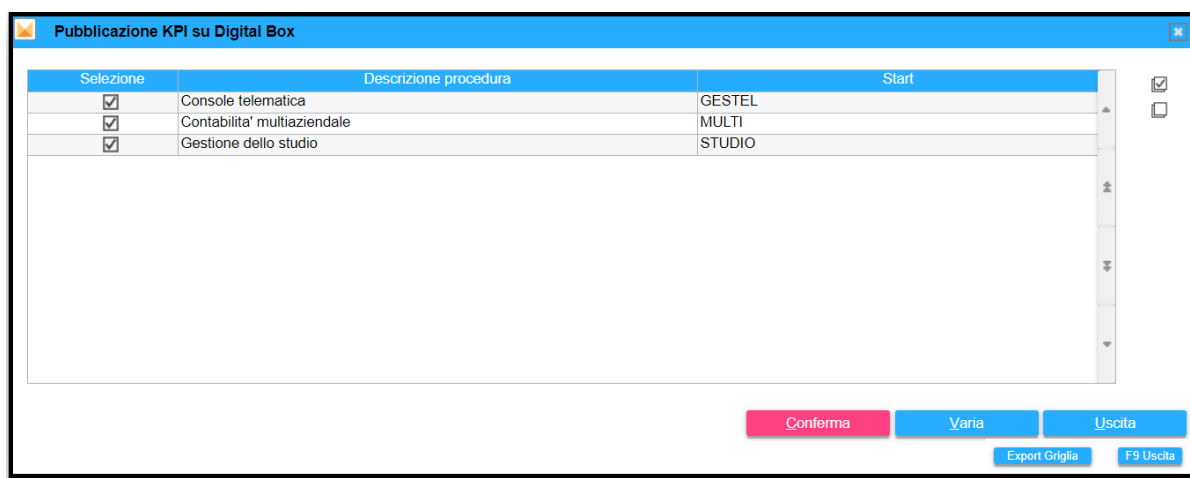 Pubblicazione KPI su Digital Box
Selezione Descrizione procedura Start
Console telematica GESTEL
Contabilita' multiaziendale MULTI
Gestione dello studio STUDIO
Conferma Varia Uscita
Export Griglia F9 Uscita